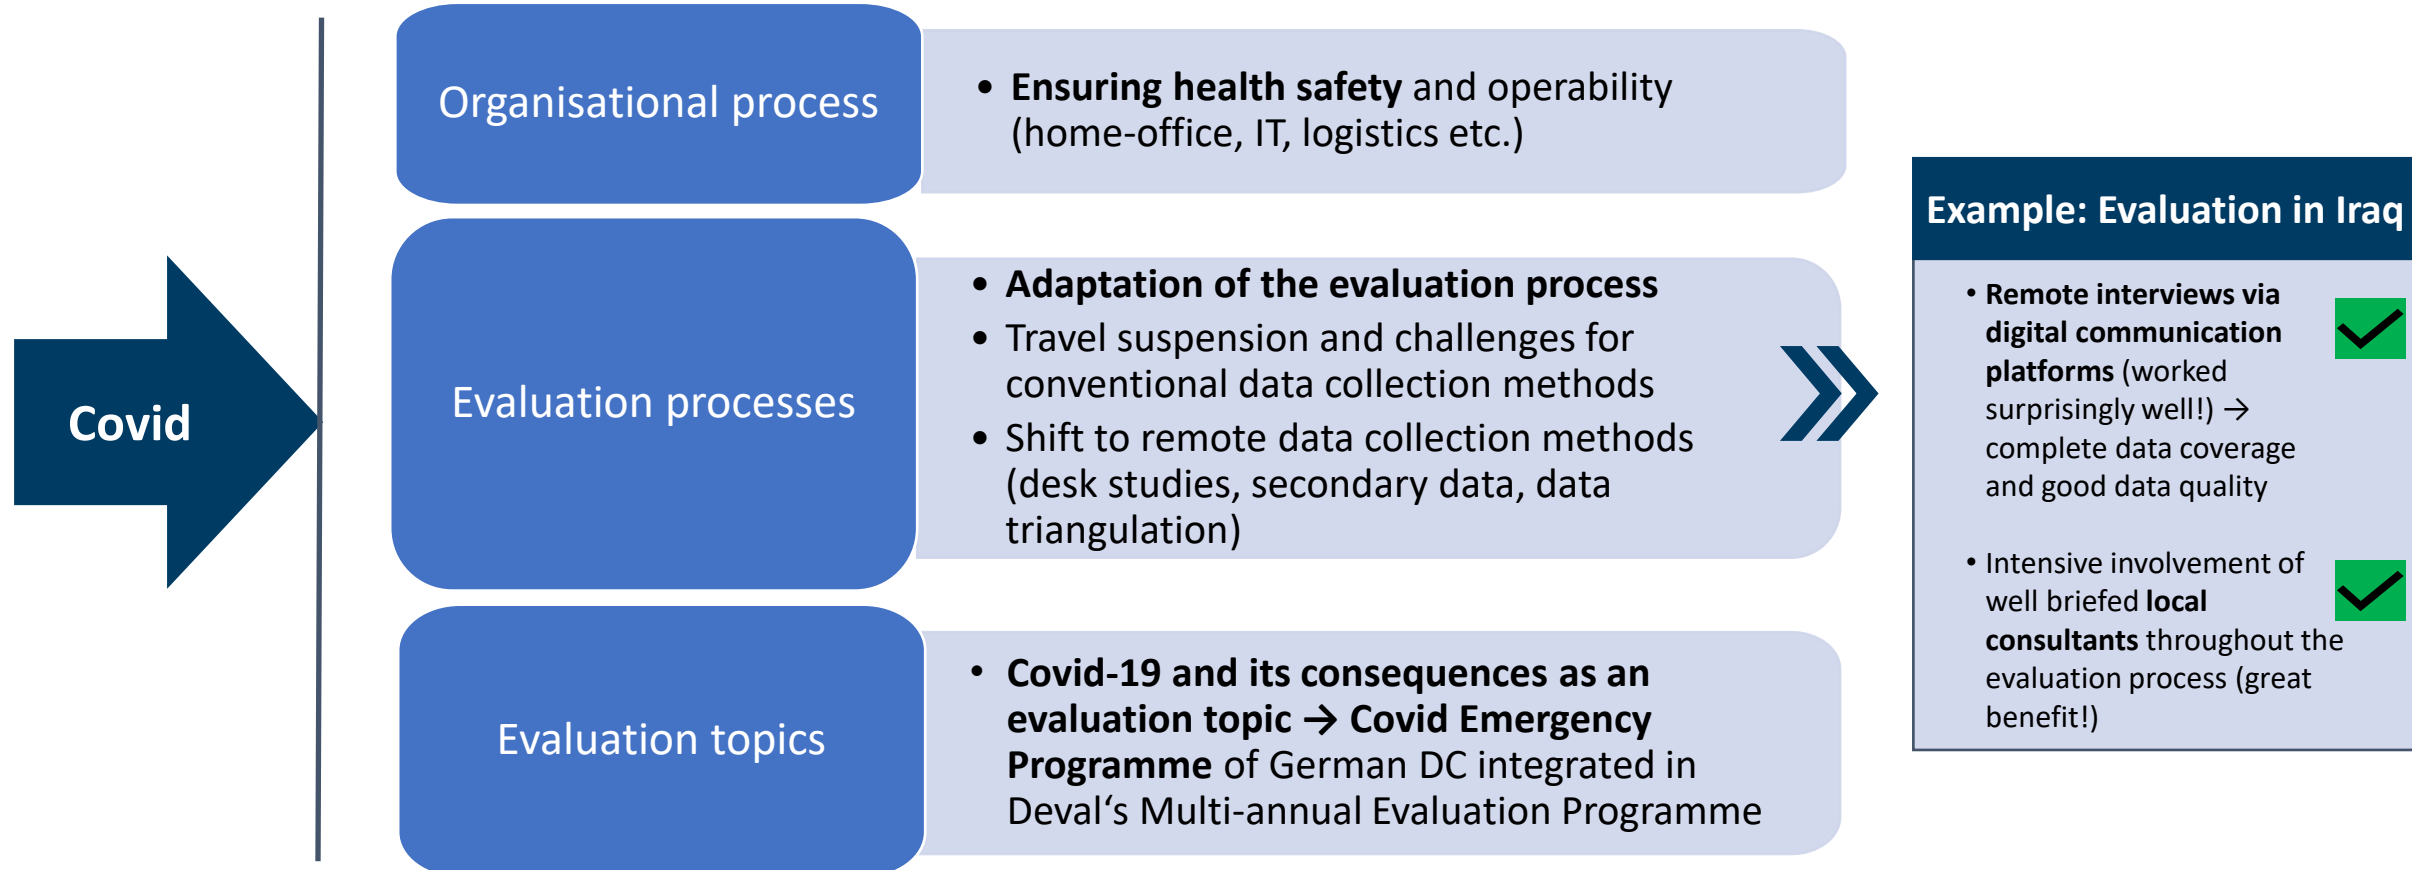 Covid
Organisational process
• Ensuring health safety and operability
(home-office, IT, logistics etc.)
Evaluation processes
• Adaptation of the evaluation process
• Travel suspension and challenges for
conventional data collection methods
• Shift to remote data collection methods
(desk studies, secondary data, data
triangulation)
Evaluation topics
• Covid-19 and its consequences as an
evaluation topic → Covid Emergency
Programme of German DC integrated in
Deval‘s Multi-annual Evaluation Programme
Example: Evaluation in Iraq
• Remote interviews via
digital communication
platforms (worked
surprisingly well!) →
complete data coverage
and good data quality
• Intensive involvement of
well briefed local
consultants throughout the
evaluation process (great
benefit!)